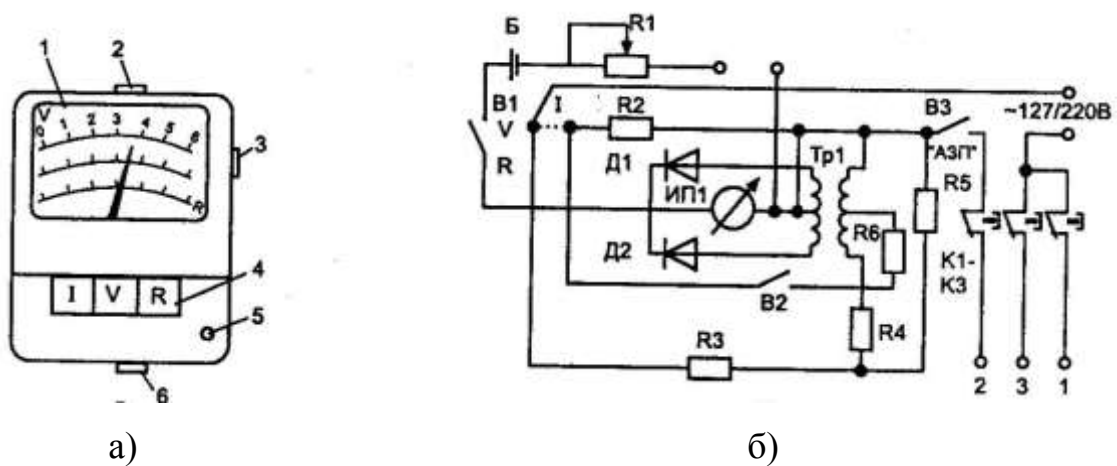 1
2
V
0 1 2 3 4 5 6
3
R
I V R
4
5
6
а)
Б
R1
В1
I
V
R
R2
В3
~127/220В
Д1
Тр1
"АЗП"
ИП1
R5
R6
Д2
В2
К1-
К3
R4
R3
2 3 1
б)